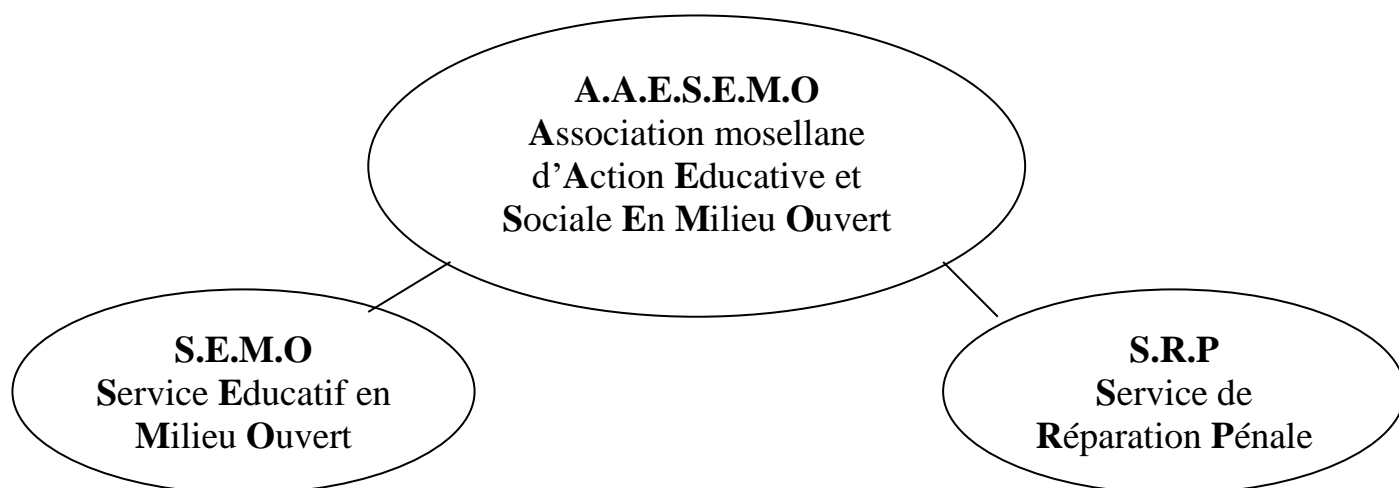 A.A.E.S.E.M.O
Association mosellane
d’Action Educative et
Sociale En Milieu Ouvert
S.E.M.O
Service Educatif en
Milieu Ouvert
S.R.P
Service de
Réparation Pénale